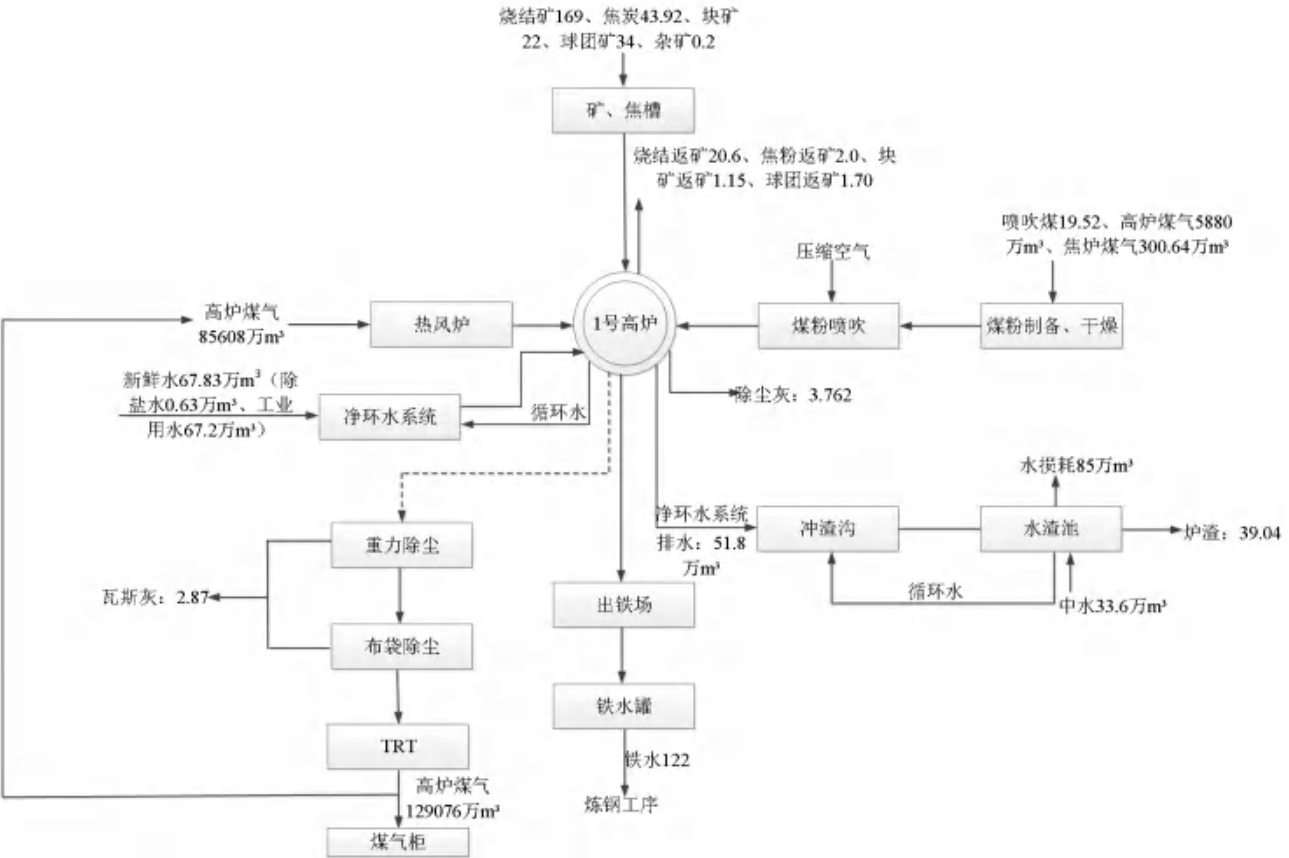 烧结矿169、焦炭43.92、块矿
22、球团矿34、杂矿0.2
矿、焦槽
烧结返矿20.6、焦粉返矿2.0、块
矿返矿1.15、球团返矿1.70
喷吹煤19.52、高炉煤气5880
万m³、焦炉煤气300.64万m³
压缩空气
高炉煤气
85608万m³
热风炉
1号高炉
煤粉喷吹
煤粉制备、干燥
新鲜水67.83万m³（除
盐水0.63万m³、工业
用水67.2万m³）
净环水系统
循环水
除尘灰：3.762
水损耗85万m³
净环水系统
排水：51.8
万m³
冲渣沟
水渣池
炉渣：39.04
循环水
中水33.6万m³
重力除尘
瓦斯灰：2.87
布袋除尘
出铁场
铁水罐
TRT
铁水122
高炉煤气
129076万m³
炼钢工序
煤气柜